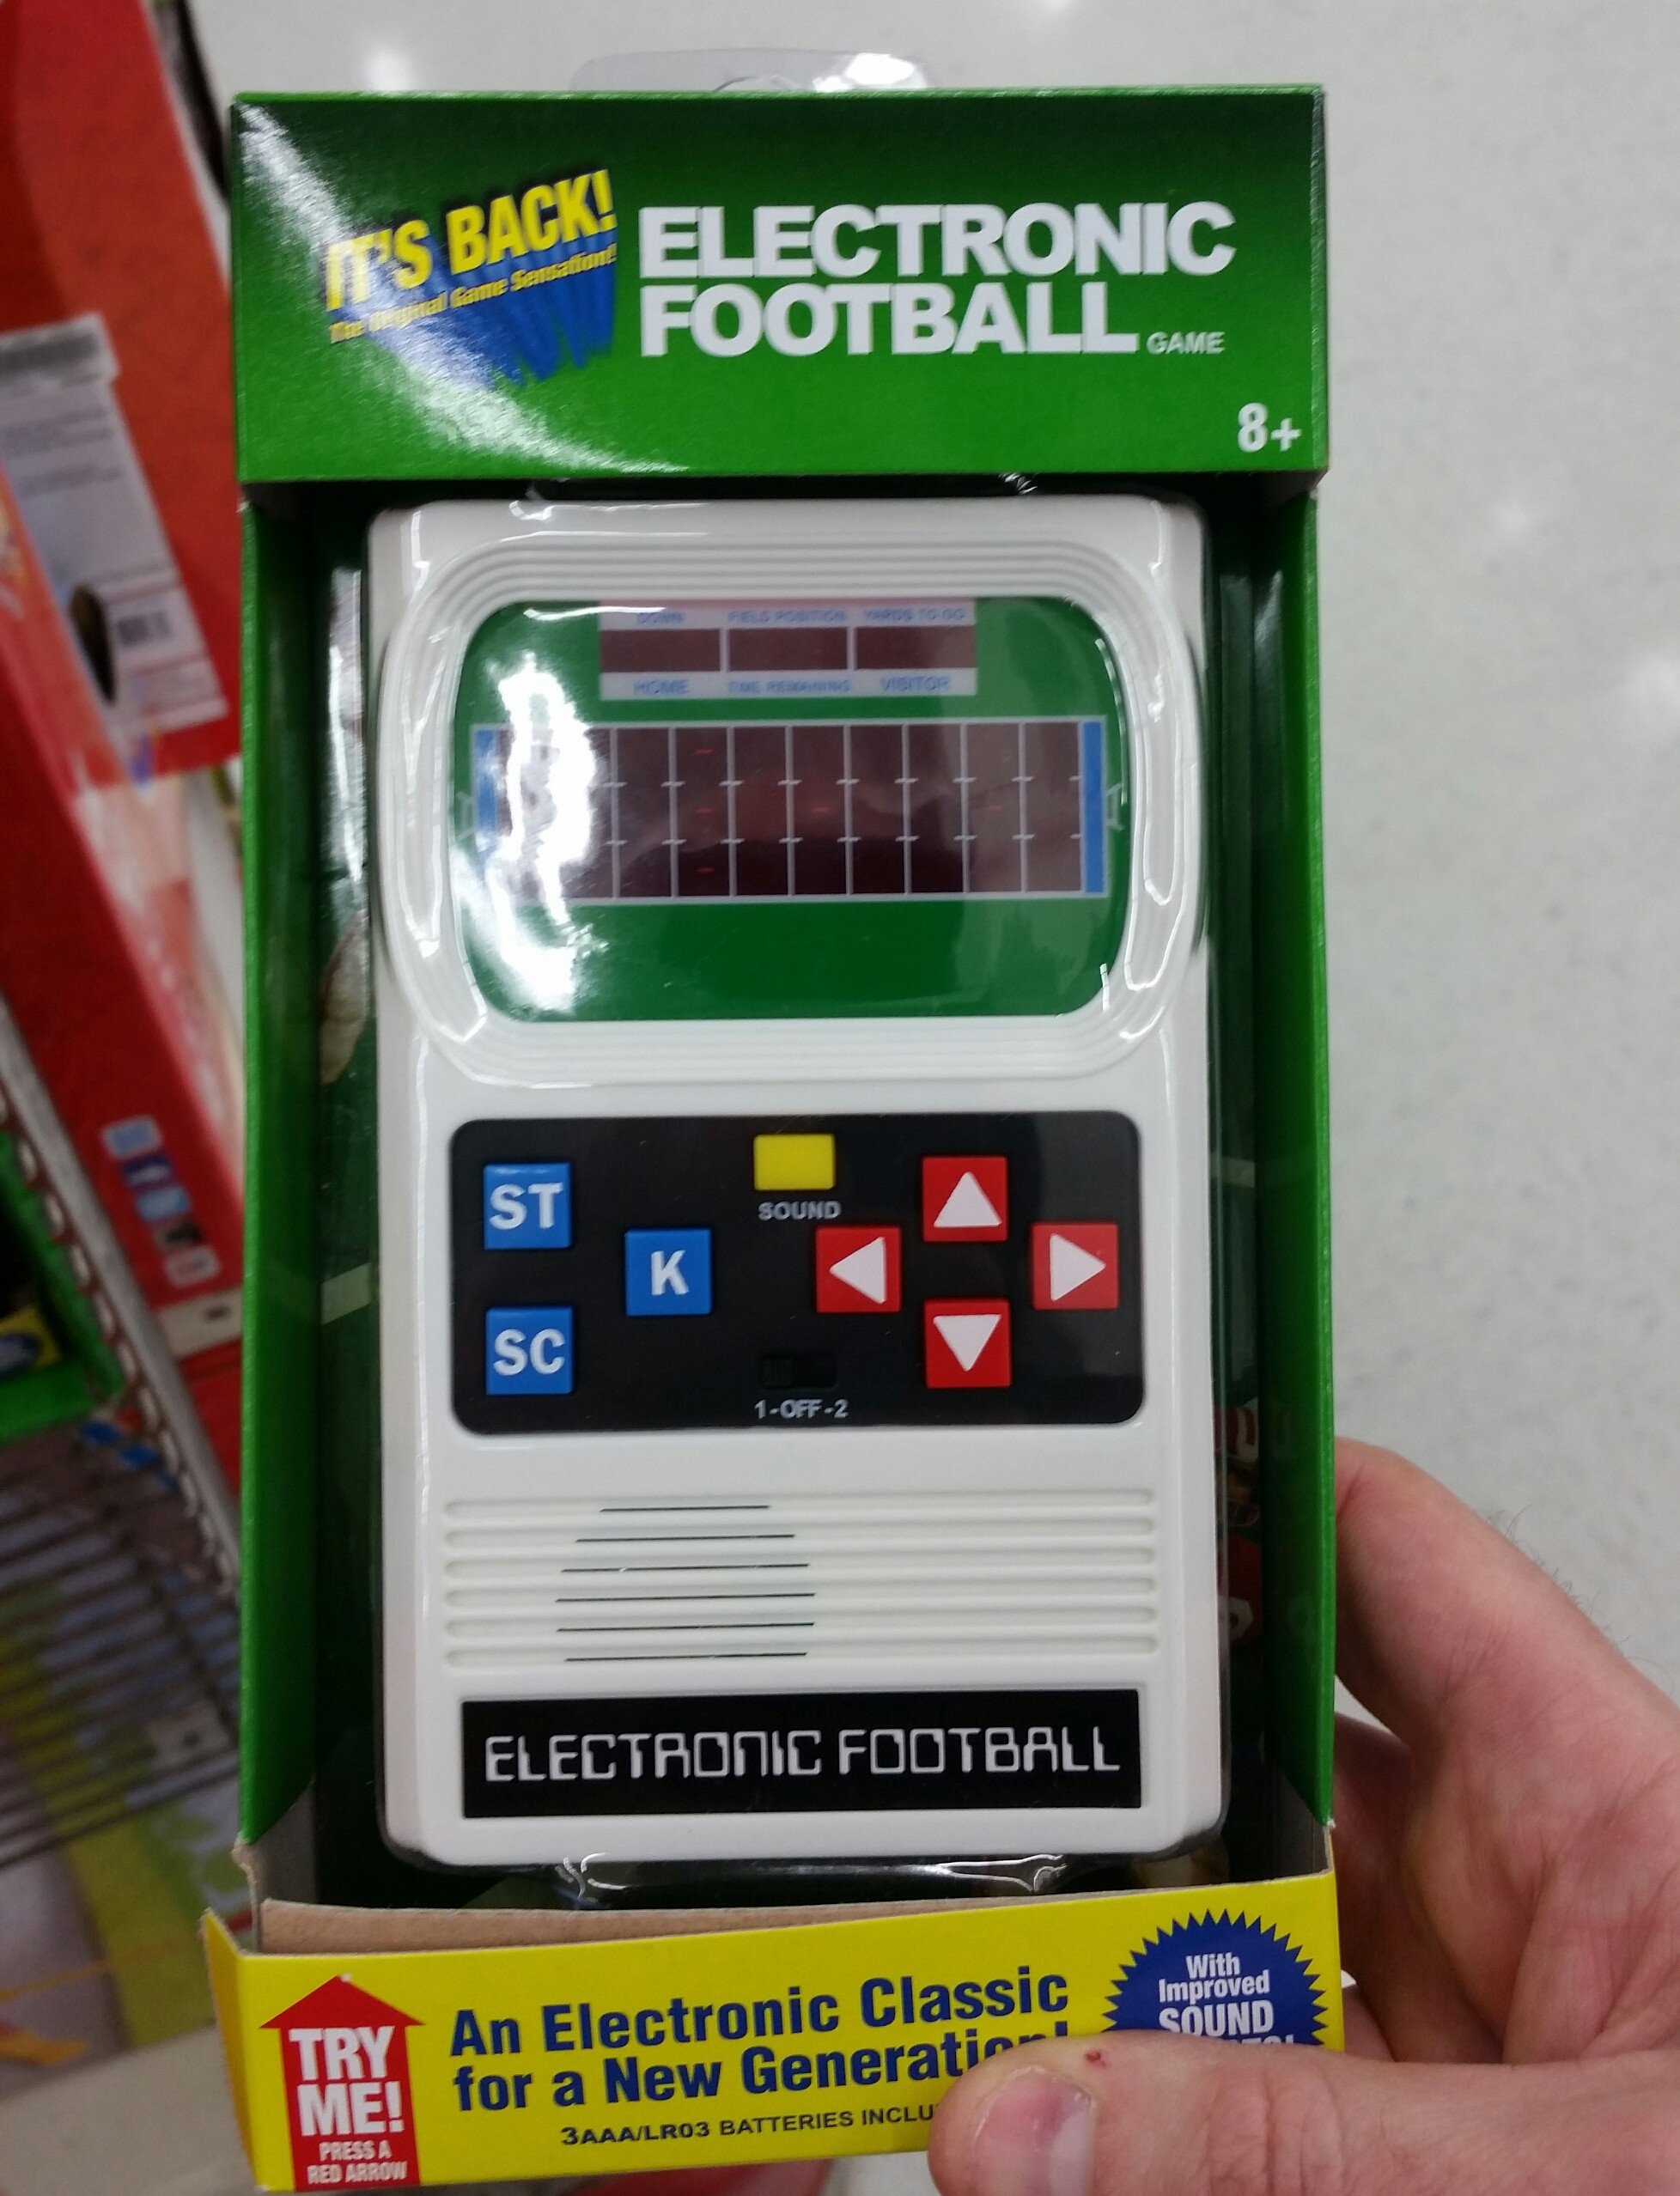 IT'S BACK!
The Original Game Sensation!
ELECTRONIC
FOOTBALL GAME
8+
DOWN FIELD POSITION YARDS TO GO
HOME TIME REMAINING VISITOR
ST
SOUND
K
SC
1-OFF-2
ELECTRONIC FOOTBALL
TRY
ME!
PRESS A
RED ARROW
An Electronic Classic
for a New Generation!
3AAA/LR03 BATTERIES
With
Improved
SOUND